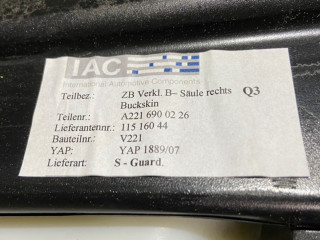 IAC
International Automotive Components
Teilbez.: ZB Verkl. B~ Säule rechts Q3
Buckskin
Teilenr.: A221 690 02 26
Lieferantennr.: 115 160 44
Bauteilnr.: V221
YAP: YAP 1889/07
Lieferart: S - Guard.